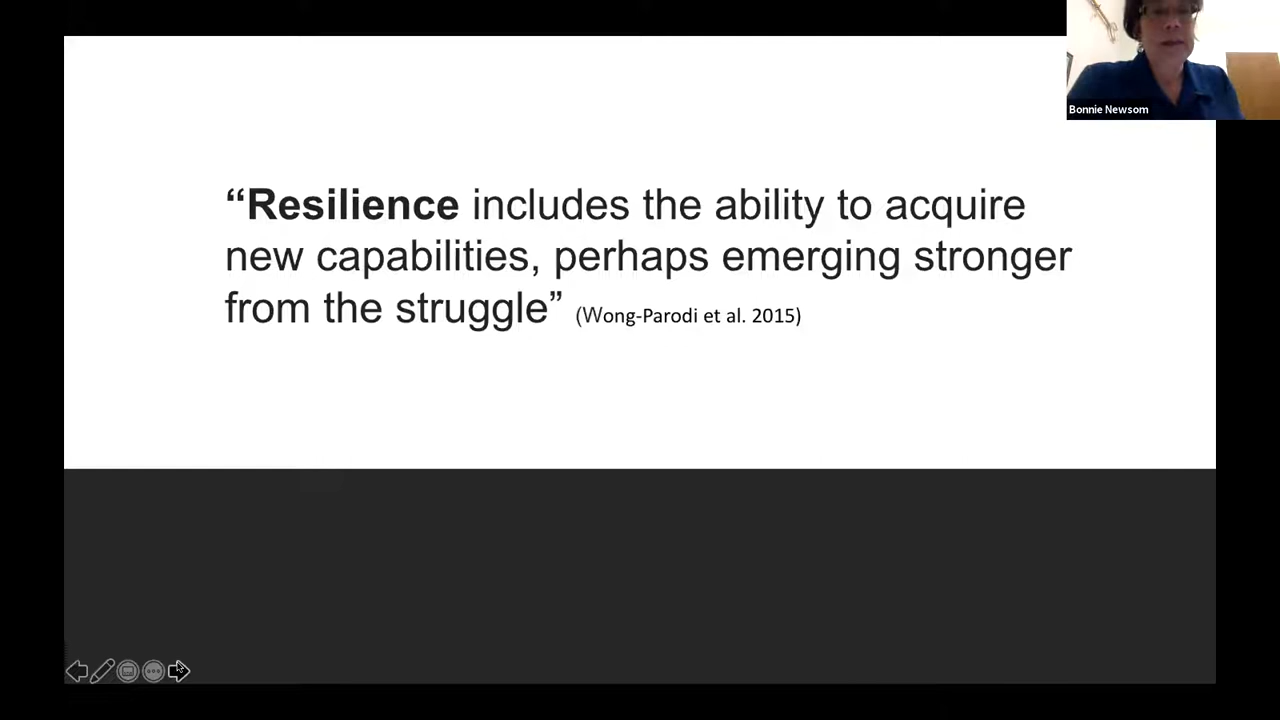 Bonnie Newsom
“Resilience includes the ability to acquire
new capabilities, perhaps emerging stronger
from the struggle” (Wong-Parodi et al. 2015)